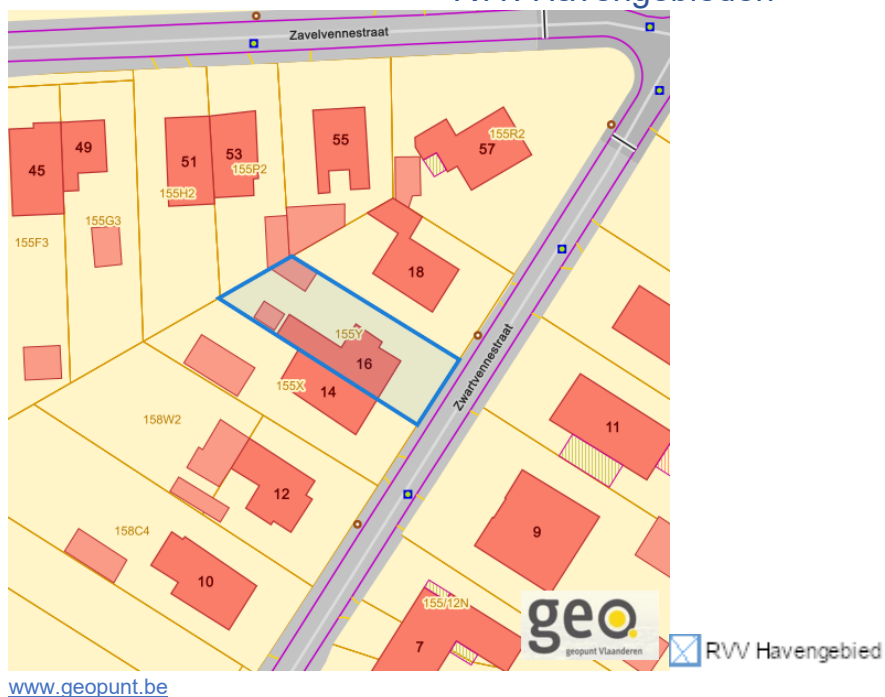 Zavelvennestraat
45
49
51
53
55
57
155R2
155P2
155H2
155G3
155F3
18
155Y
16
155X
14
Zwartvennestraat
158W2
11
12
158C4
9
10
155/12N
7
geo
geopunt Vlaanderen
RVV Havengebied
www.geopunt.be